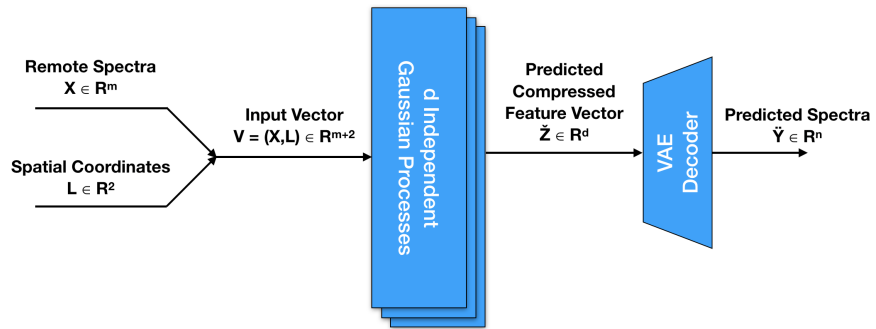 Remote Spectra
X ∈ Rᵐ
Spatial Coordinates
L ∈ R²
Input Vector
V = (X,L) ∈ Rᵐ⁺²
d Independent
Gaussian Processes
Predicted
Compressed
Feature Vector
Ž ∈ Rᵈ
VAE
Decoder
Predicted Spectra
Ÿ ∈ Rⁿ